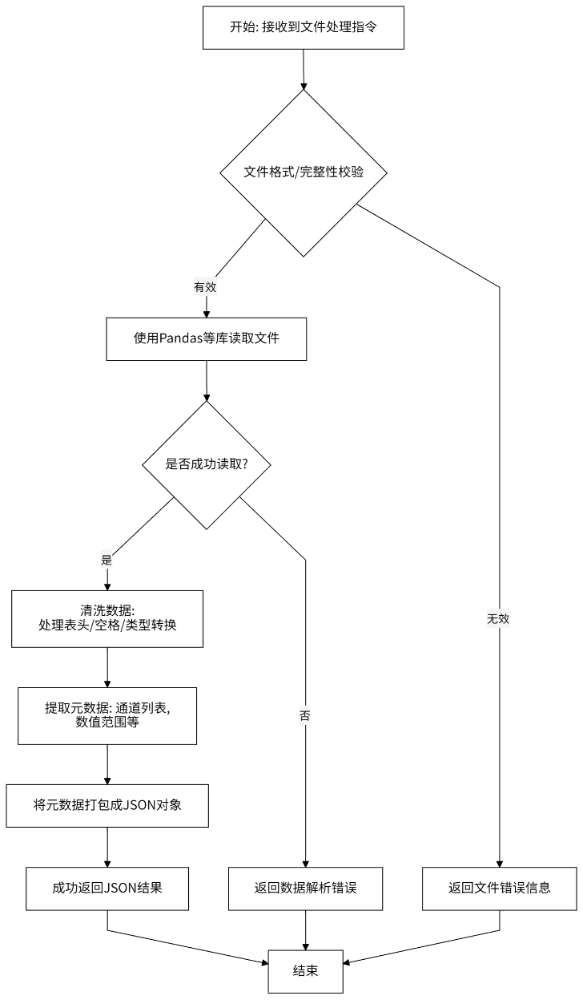 开始: 接收到文件处理指令
文件格式/完整性校验
有效
使用Pandas等库读取文件
是否成功读取?
是
清洗数据:
处理表头/空格/类型转换
无效
提取元数据: 通道列表,
数值范围等
否
将元数据打包成JSON对象
成功返回JSON结果
返回数据解析错误
返回文件错误信息
结束